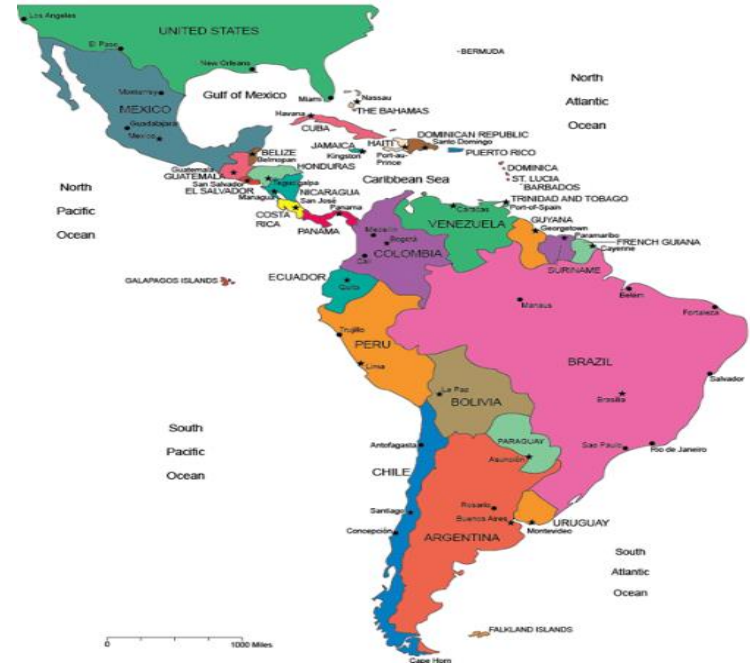 Los Angeles
UNITED STATES
El Paso
BERMUDA
New Orleans
North
Atlantic
Ocean
Monterrey
Gulf of Mexico
Miami
Nassau
THE BAHAMAS
MEXICO
Havana
Guadalajara
CUBA
DOMINICAN REPUBLIC
Mexico
HAITI
Santo Domingo
JAMAICA
BELIZE
Kingston
Port-au-
Prince
PUERTO RICO
Belmopan
HONDURAS
DOMINICA
Guatemala
GUATEMALA
Tegucigalpa
Caribbean Sea
ST. LUCIA
San Salvador
EL SALVADOR
NICARAGUA
BARBADOS
North
Pacific
Ocean
Managua
San José
TRINIDAD AND TOBAGO
Port-of-Spain
COSTA
RICA
Panama
PANAMA
Caracas
VENEZUELA
GUYANA
Georgetown
Medellín
Paramaribo
Bogotá
FRENCH GUIANA
COLOMBIA
Cayenne
Cali
SURINAME
ECUADOR
GALAPAGOS ISLANDS
Quito
Belém
Manaus
Fortaleza
Trujillo
PERU
Lima
BRAZIL
Salvador
La Paz
BOLIVIA
Brasília
South
Pacific
Ocean
PARAGUAY
Antofagasta
Sao Paulo
Rio de Janeiro
Asunción
CHILE
Santiago
Rosario
Buenos Aires
URUGUAY
Montevideo
Concepción
ARGENTINA
South
Atlantic
Ocean
FALKLAND ISLANDS
0
1000 Miles
Cape Horn